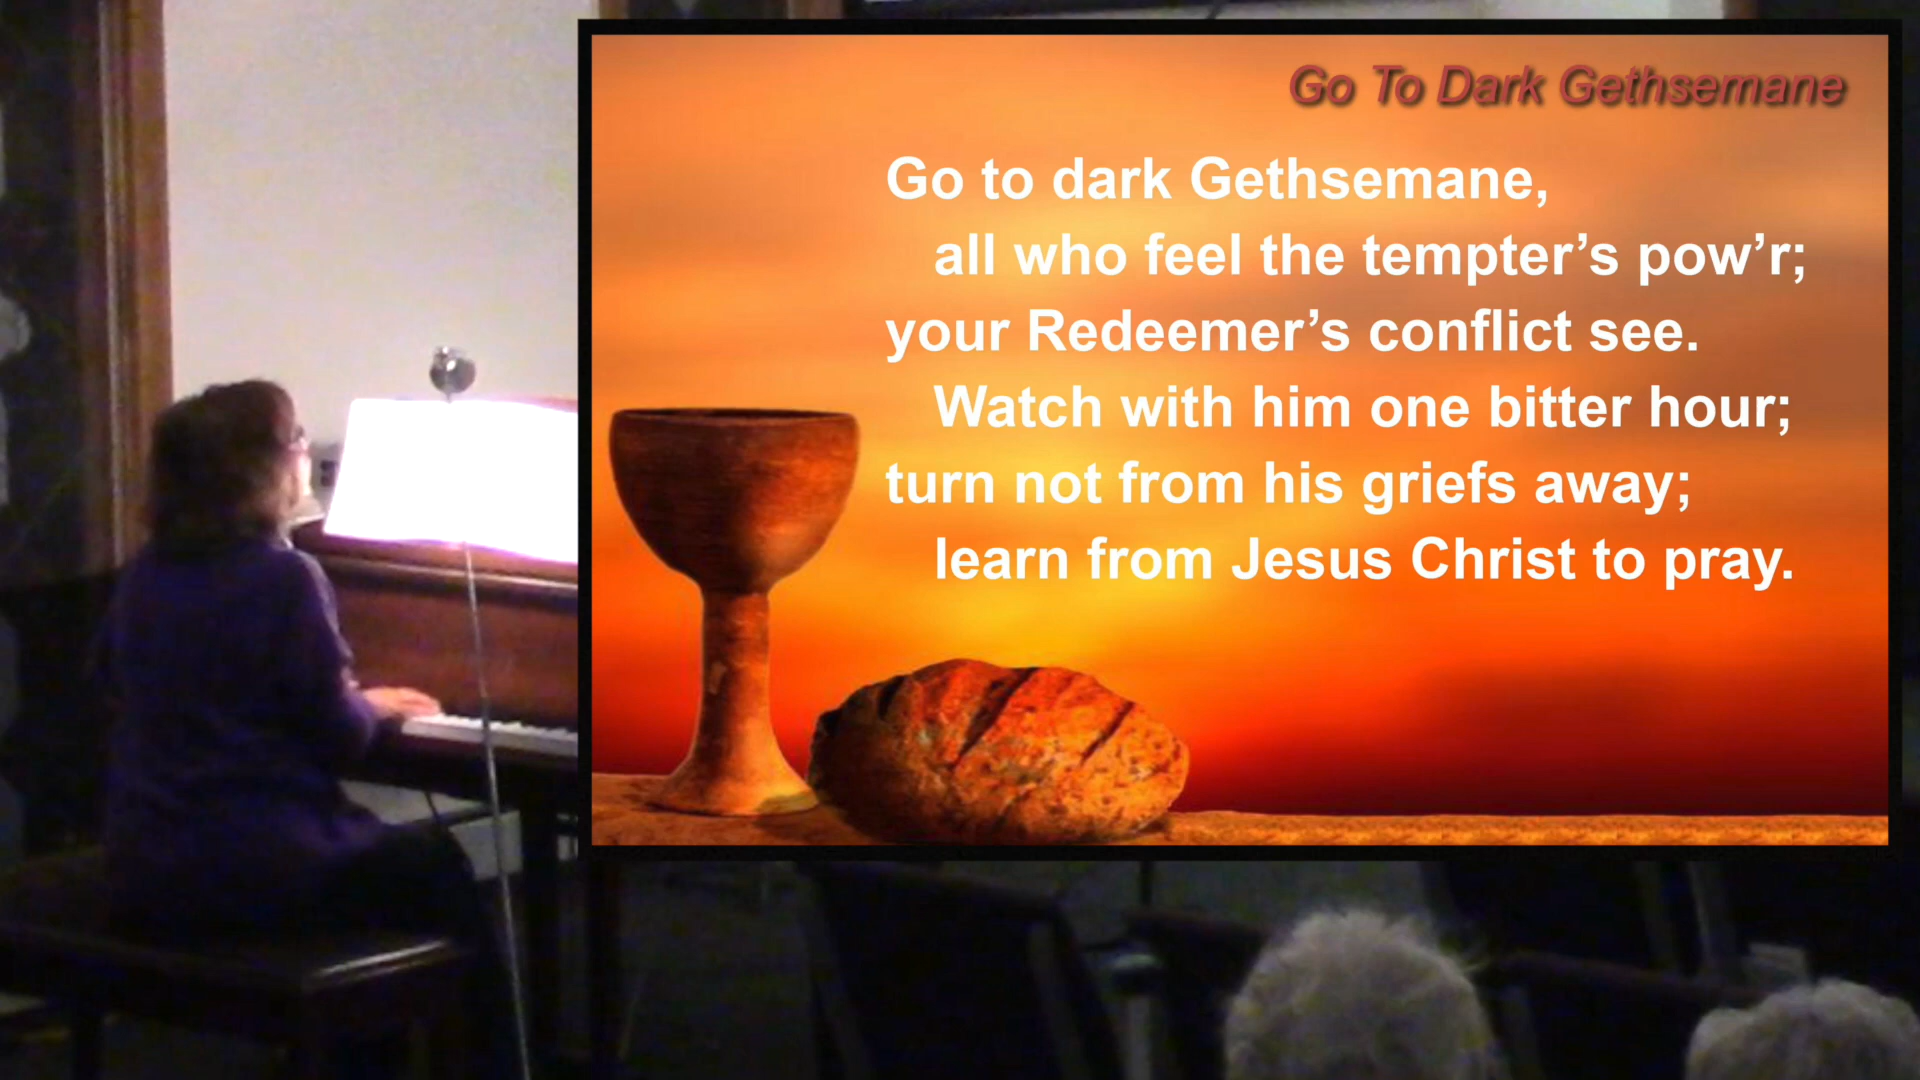 Go To Dark Gethsemane
Go to dark Gethsemane,
all who feel the tempter’s pow’r;
your Redeemer’s conflict see.
Watch with him one bitter hour;
turn not from his griefs away;
learn from Jesus Christ to pray.